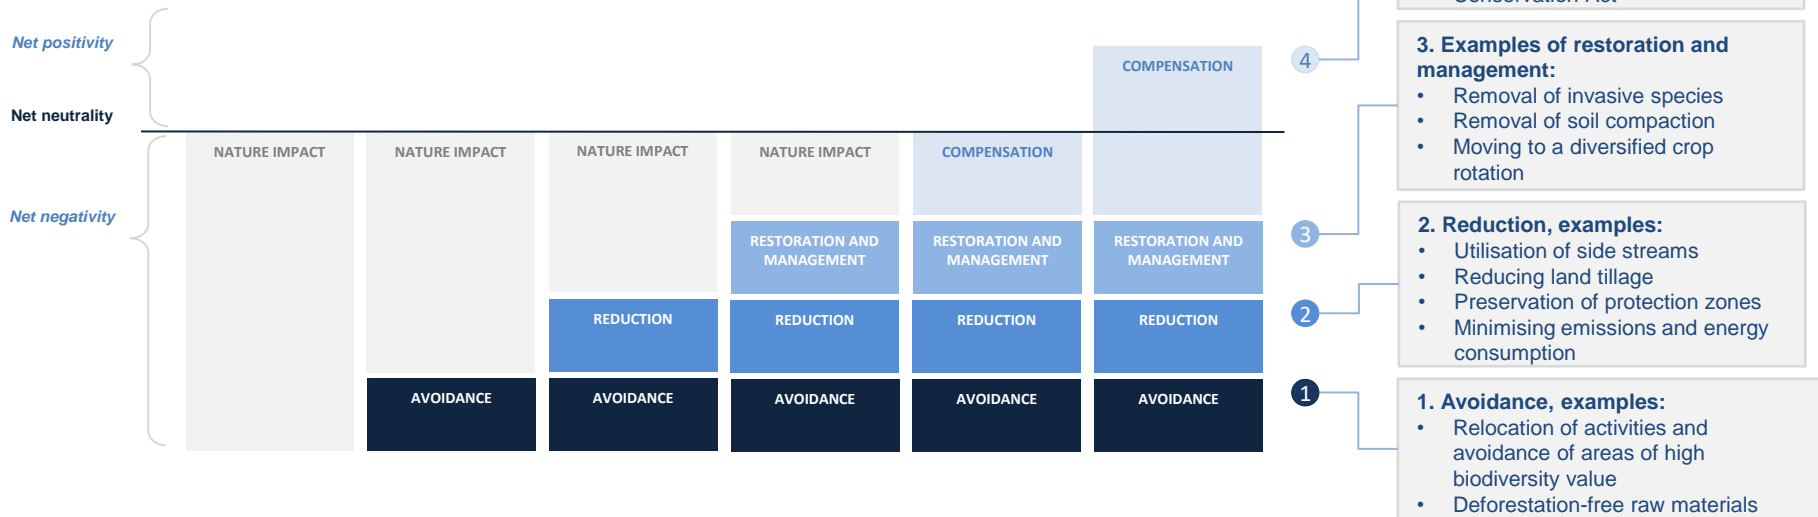 Conservation Act
Net positivity
Net neutrality
Net negativity
NATURE IMPACT
NATURE IMPACT
AVOIDANCE
NATURE IMPACT
REDUCTION
AVOIDANCE
NATURE IMPACT
RESTORATION AND
MANAGEMENT
REDUCTION
AVOIDANCE
COMPENSATION
RESTORATION AND
MANAGEMENT
REDUCTION
AVOIDANCE
COMPENSATION
RESTORATION AND
MANAGEMENT
REDUCTION
AVOIDANCE
4
3
2
1
3. Examples of restoration and
management:
• Removal of invasive species
• Removal of soil compaction
• Moving to a diversified crop
rotation
2. Reduction, examples:
• Utilisation of side streams
• Reducing land tillage
• Preservation of protection zones
• Minimising emissions and energy
consumption
1. Avoidance, examples:
• Relocation of activities and
avoidance of areas of high
biodiversity value
• Deforestation-free raw materials